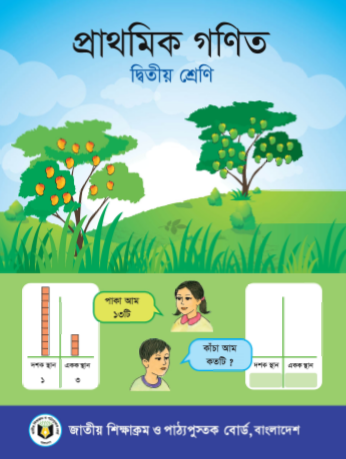 প্রাথমিক গণিত
দ্বিতীয় শ্রেণি
পাকা আম
১৩টি
কাঁচা আম
কতটি ?
দশক স্থান একক স্থান
১ ৩
দশক স্থান একক স্থান
জাতীয় শিক্ষাক্রম ও পাঠ্যপুস্তক বোর্ড, বাংলাদেশ